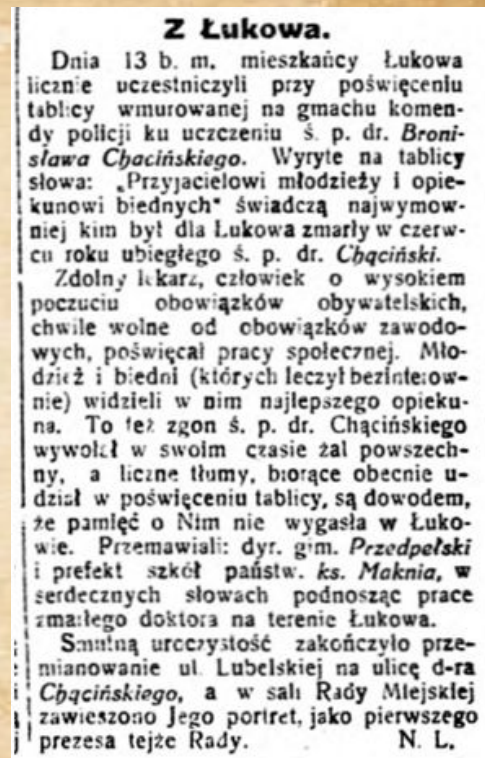 Z Łukowa.
Dnia 13 b. m. mieszkańcy Łukowa
licznie uczestniczyli przy poświęceniu
tablicy wmurowanej na gmachu komen-
dy policji ku uczczeniu ś. p. dr. Broni-
sława Chacińskiego. Wyryte na tablicy
słowa: „Przyjacielowi młodzieży i opie-
kunowi biednych" świadczą najwymow-
niej kim był dla Łukowa zmarły w czerw-
cu roku ubiegłego ś. p. dr. Chąciński.
Zdolny lekarz, człowiek o wysokiem
poczuciu obowiązków obywatelskich,
chwile wolne od obowiązków zawodo-
wych, poświęcał pracy społecznej. Mło-
dzież i biedni (których leczył bezintereow-
nie) widzieli w nim najlepszego opieku-
na. To też zgon ś. p. dr. Chącińskiego
wywołał w swoim czasie żal powszech-
ny, a liczne tłumy, biorące obecnie u-
dział w poświęceniu tablicy, są dowodem,
że pamięć o Nim nie wygasła w Łuko-
wie. Przemawiali: dyr. gim. Przedpełski
i prefekt szkół państw. ks. Maknia, w
serdecznych słowach podnosząc prace
zmarłego doktora na terenie Łukowa.
Smutną uroczystość zakończyło prze-
mianowanie ul. Lubelskiej na ulicę d-ra
Chącińskiego, a w sali Rady Miejskiej
zawieszono Jego portret, jako pierwszego
prezesa tejże Rady. N. L.